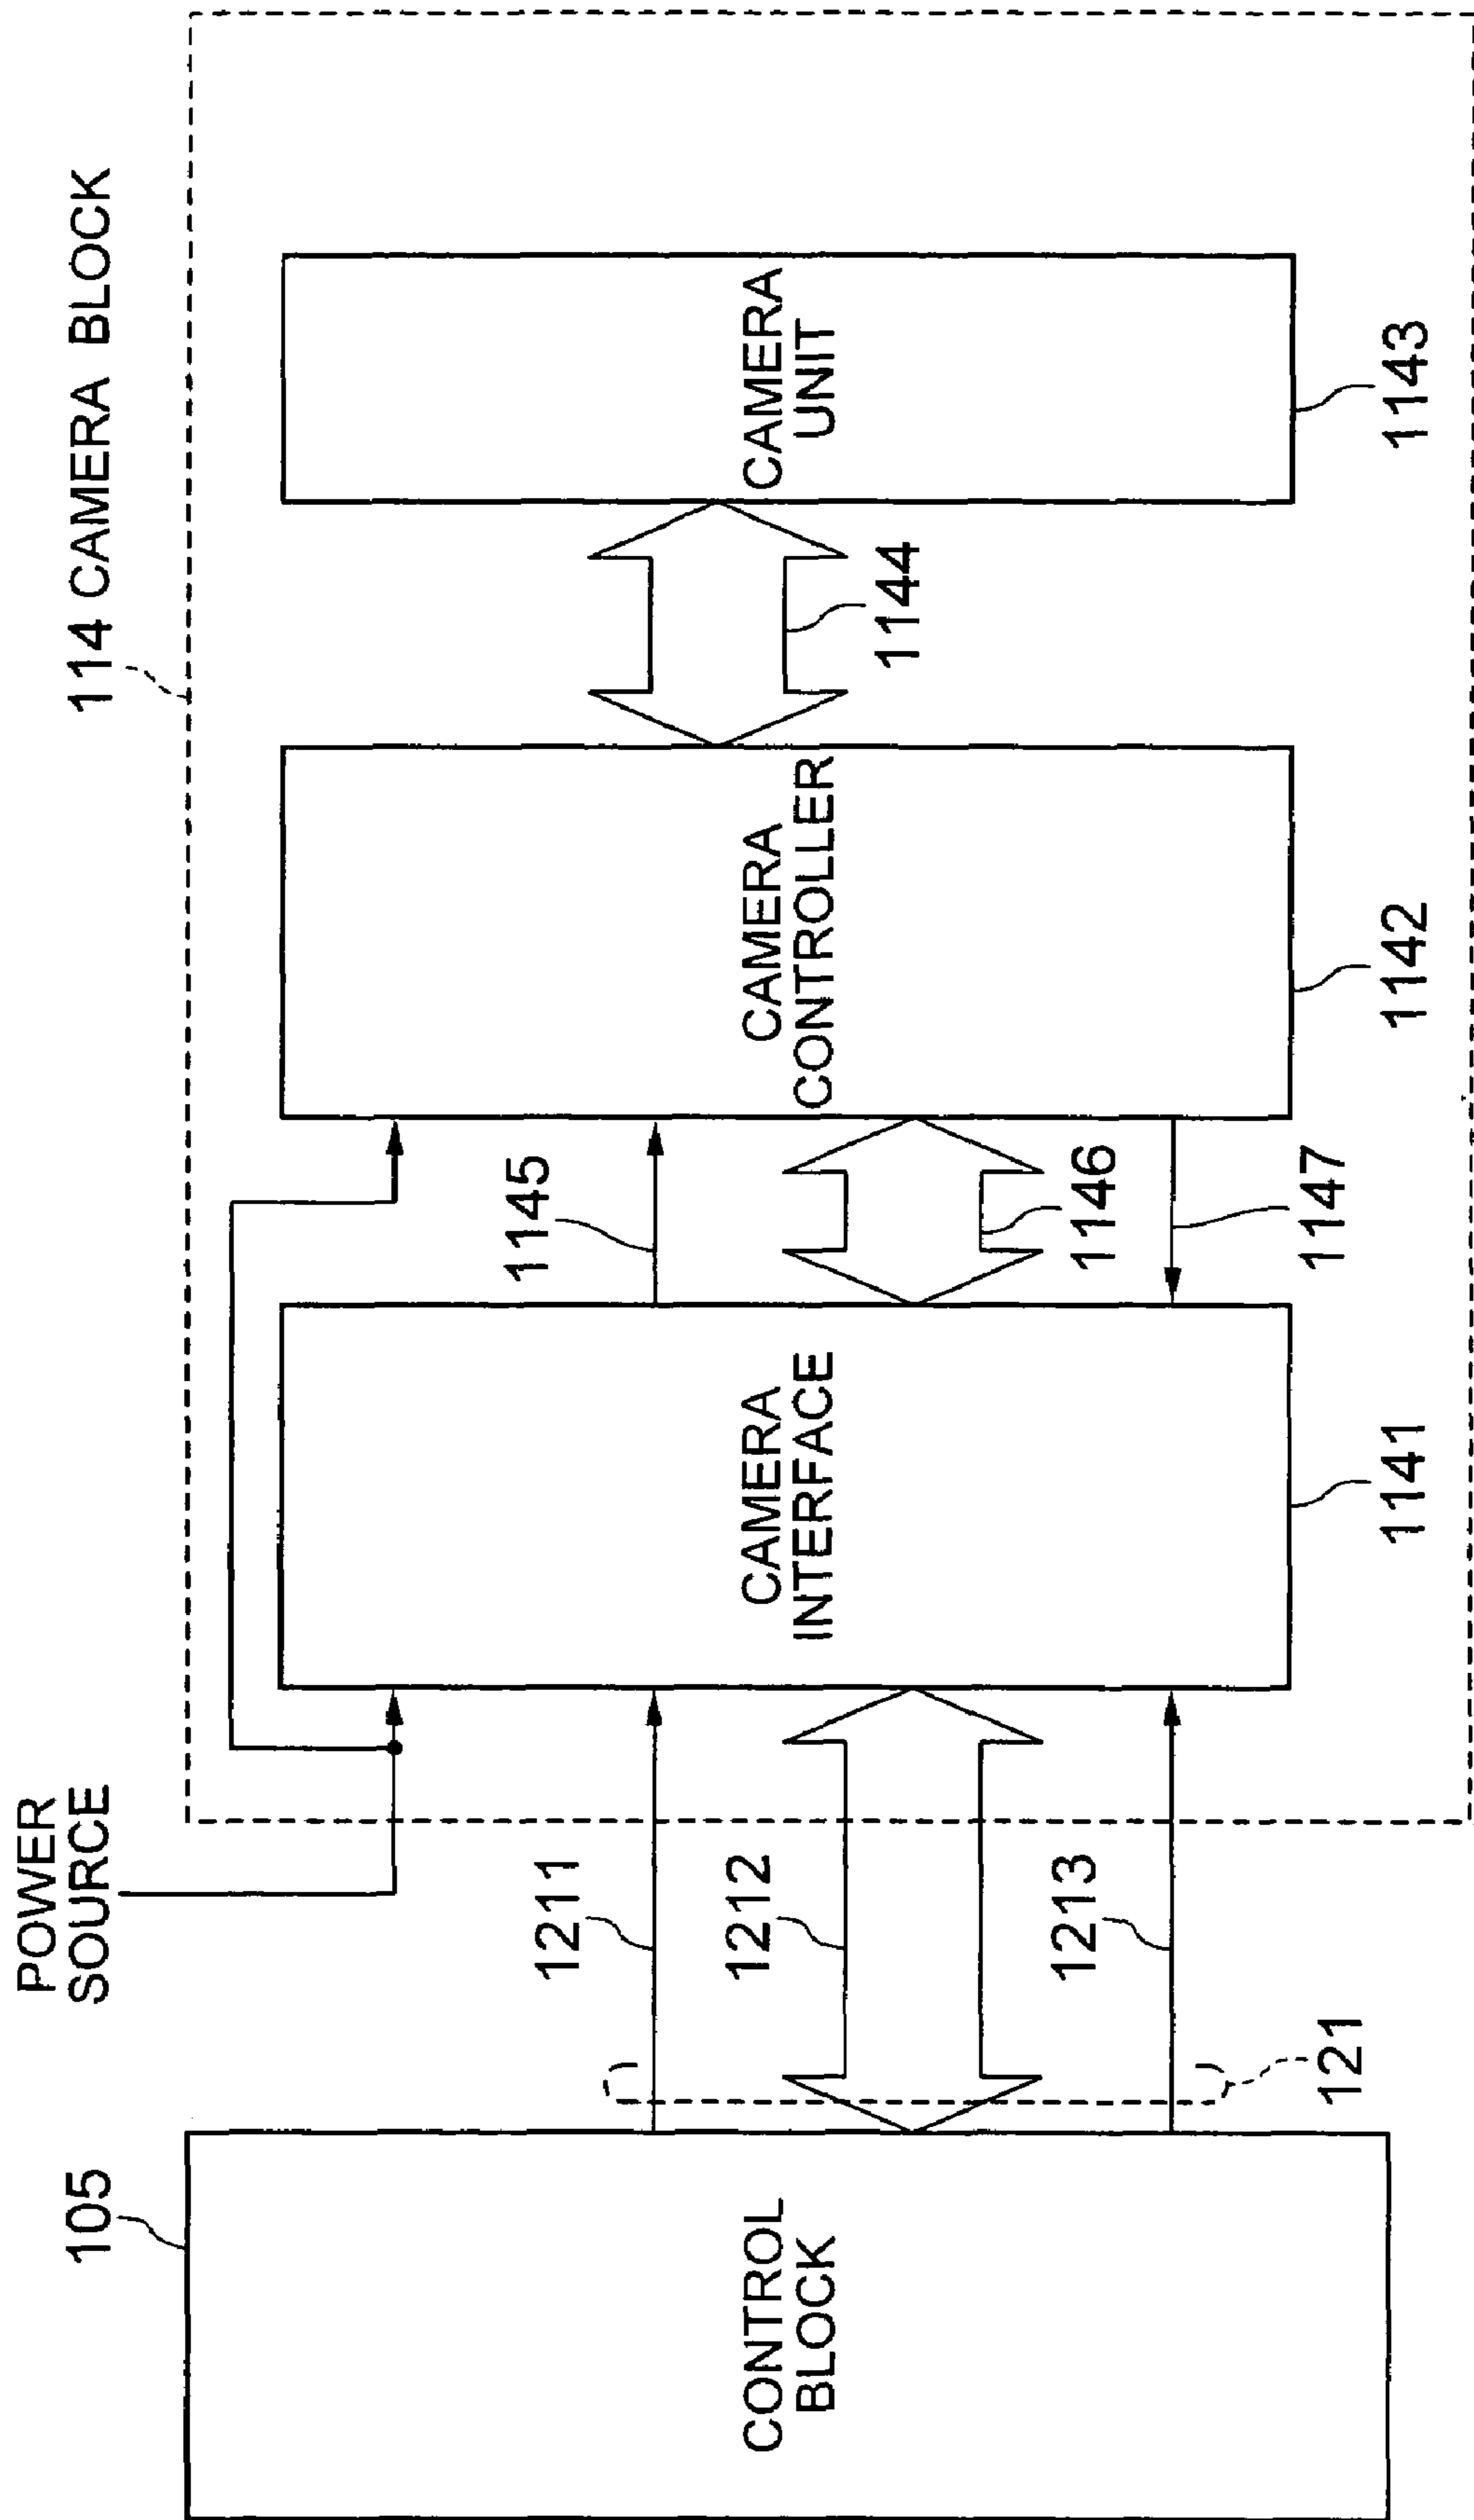 114 CAMERA BLOCK
POWER
SOURCE
105
CONTROL
BLOCK
1211
1212
1213
121
CAMERA
INTERFACE
1141
1145
1146
1147
CAMERA
CONTROLLER
1142
1144
CAMERA
UNIT
1143